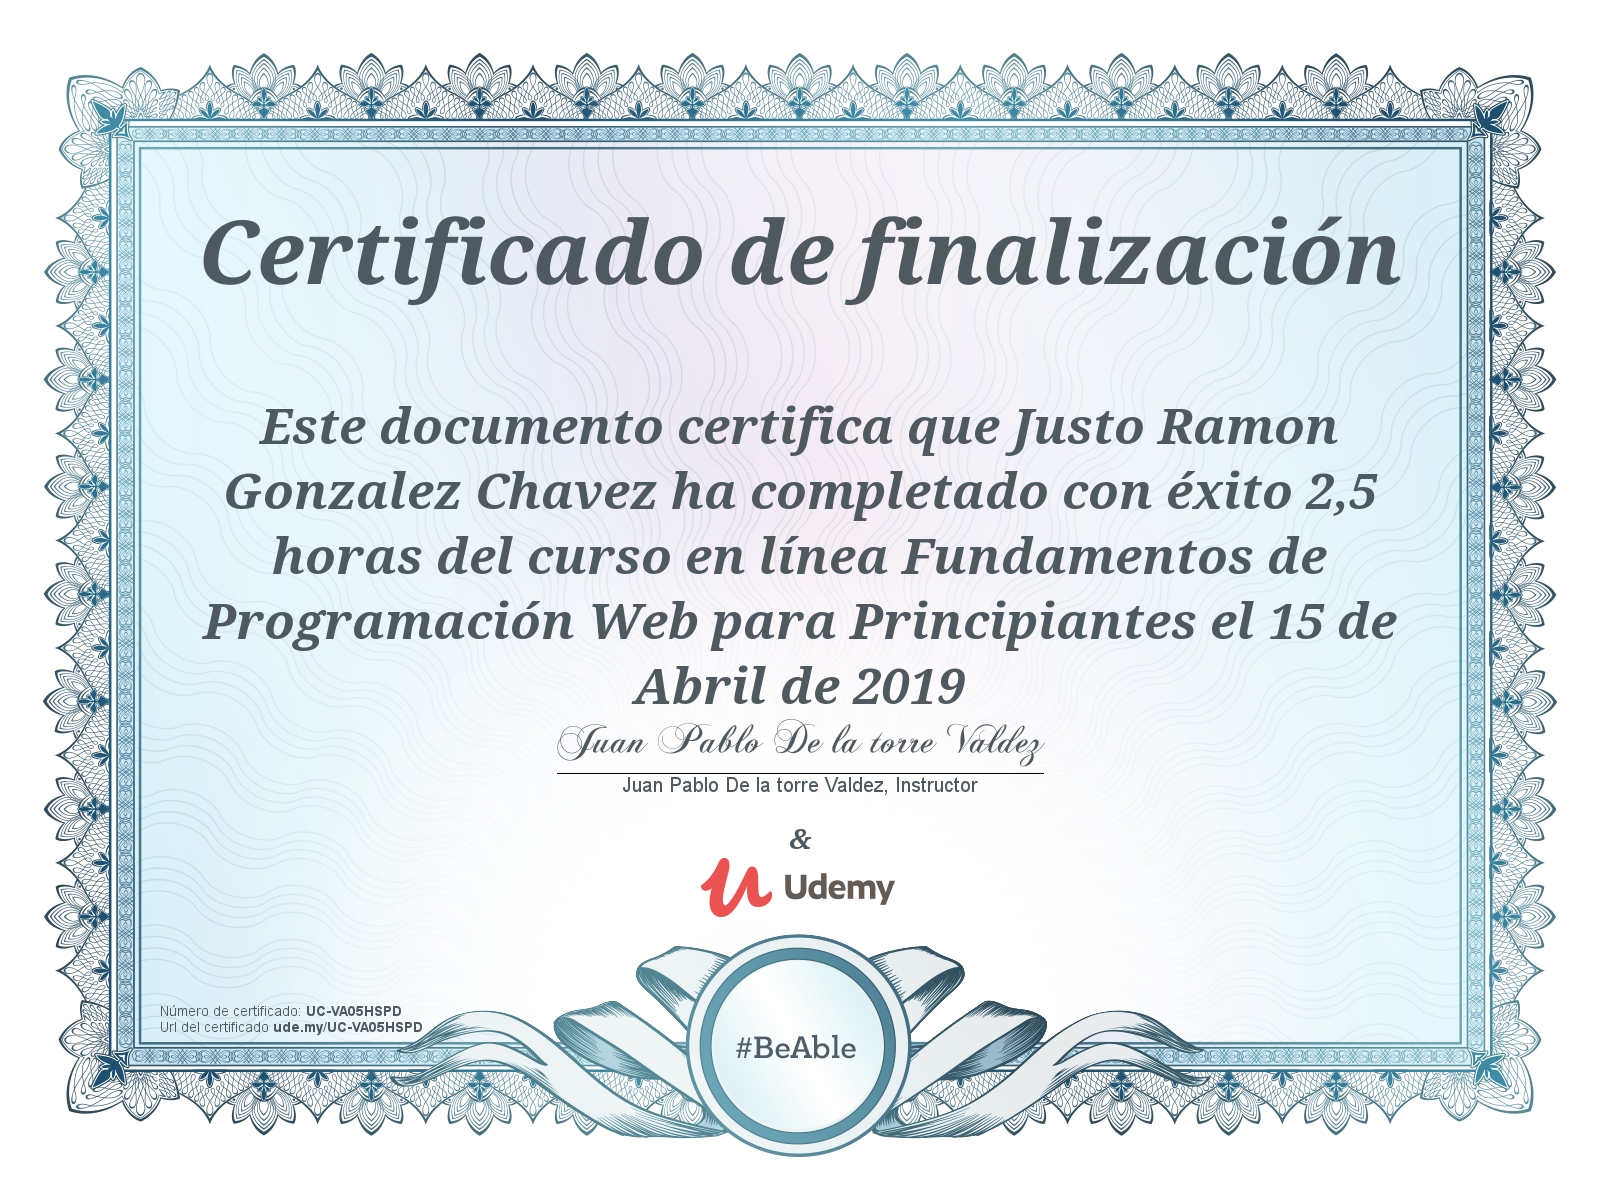 Certificado de finalización
Este documento certifica que Justo Ramon
Gonzalez Chavez ha completado con éxito 2,5
horas del curso en línea Fundamentos de
Programación Web para Principiantes el 15 de
Abril de 2019
Juan Pablo De la torre Valdez
Juan Pablo De la torre Valdez, Instructor
&
Udemy
Número de certificado: UC-VA05HSPD
Url del certificado ude.my/UC-VA05HSPD
#BeAble